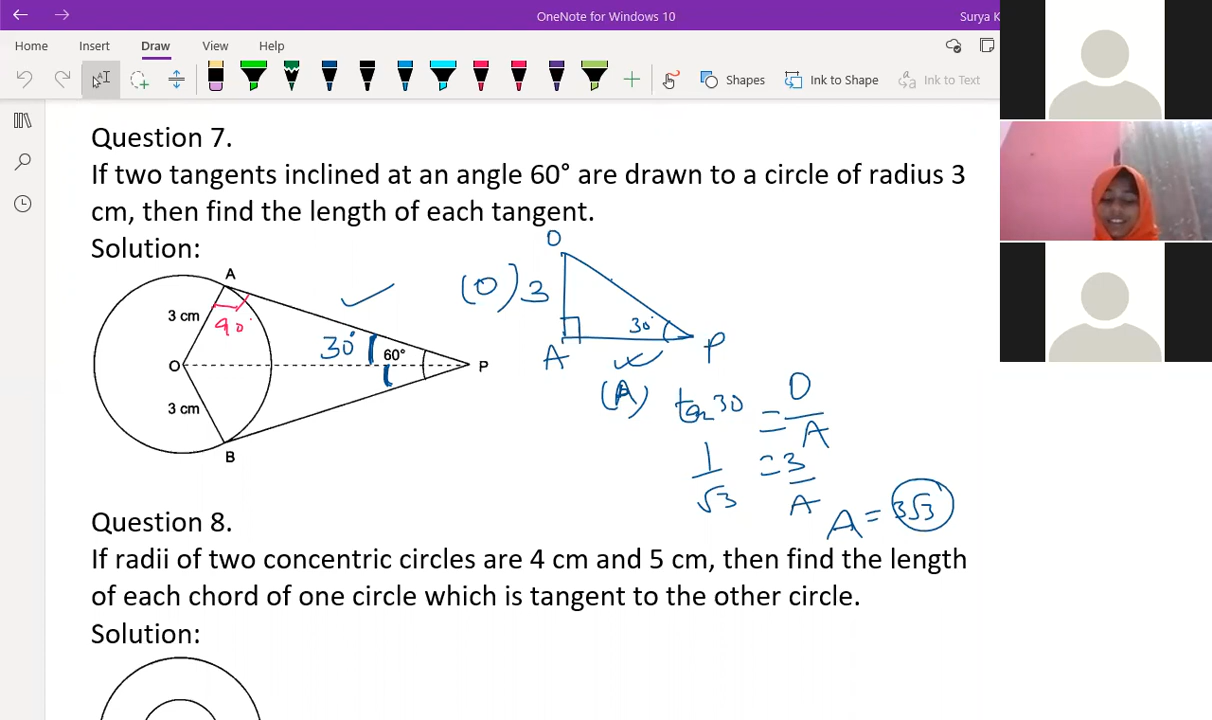 OneNote for Windows 10
Surya K
Home Insert Draw View Help
Shapes Ink to Shape Ink to Text
Question 7.
If two tangents inclined at an angle 60° are drawn to a circle of radius 3
cm, then find the length of each tangent.
Solution:
A
3 cm
90°
O
30°
60°
P
3 cm
B
O
(O) 3
30°
A
P
(A)
tan 30 = O/A
1/√3 = 3/A
A = 3√3
Question 8.
If radii of two concentric circles are 4 cm and 5 cm, then find the length
of each chord of one circle which is tangent to the other circle.
Solution: